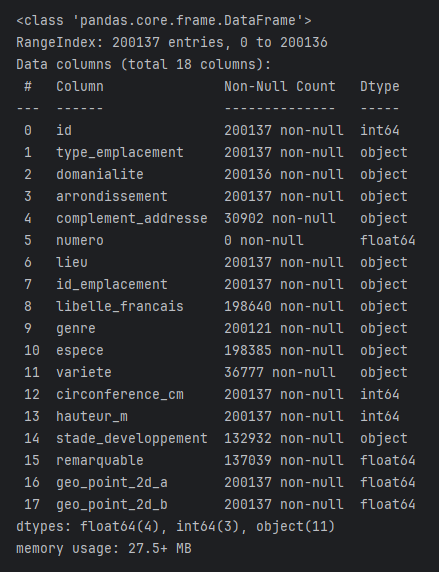 <class 'pandas.core.frame.DataFrame'>
RangeIndex: 200137 entries, 0 to 200136
Data columns (total 18 columns):
 #   Column               Non-Null Count   Dtype
---  ------               --------------   -----
 0   id                   200137 non-null  int64
 1   type_emplacement     200137 non-null  object
 2   domanialite          200136 non-null  object
 3   arrondissement       200137 non-null  object
 4   complement_addresse  30902 non-null   object
 5   numero               0 non-null       float64
 6   lieu                 200137 non-null  object
 7   id_emplacement       200137 non-null  object
 8   libelle_francais     198640 non-null  object
 9   genre                200121 non-null  object
 10  espece               198385 non-null  object
 11  variete              36777 non-null   object
 12  circonference_cm     200137 non-null  int64
 13  hauteur_m            200137 non-null  int64
 14  stade_developpement  132932 non-null  object
 15  remarquable          137039 non-null  float64
 16  geo_point_2d_a       200137 non-null  float64
 17  geo_point_2d_b       200137 non-null  float64
dtypes: float64(4), int64(3), object(11)
memory usage: 27.5+ MB